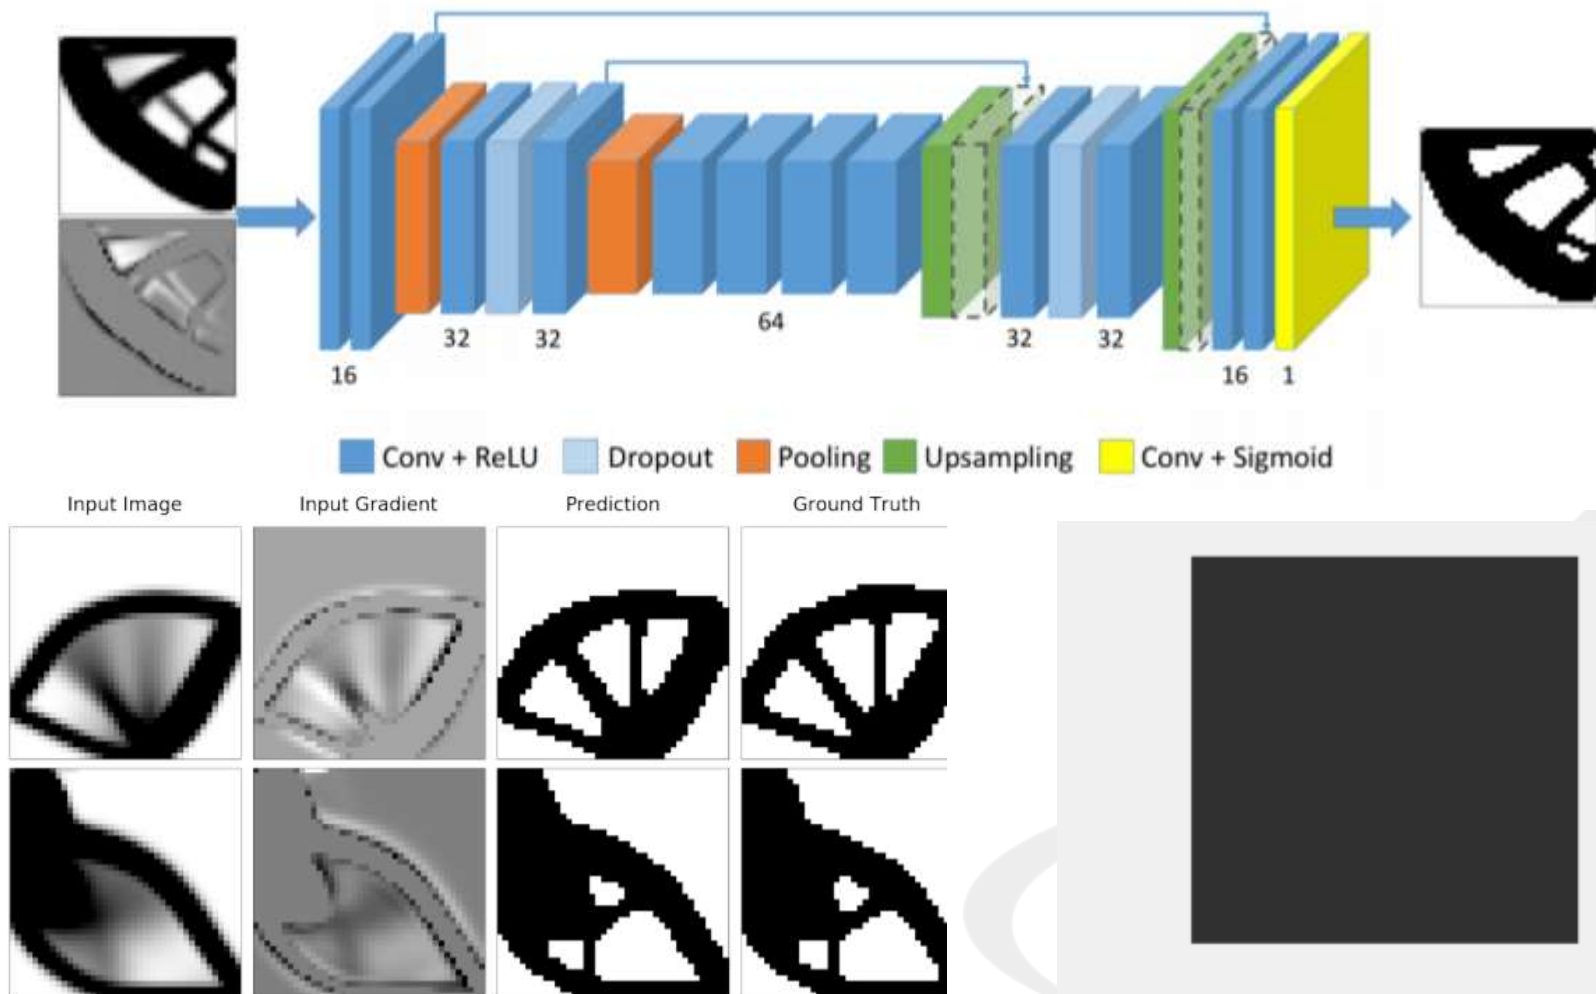 32 32 64 32 32
16 16 1
Conv + ReLU Dropout Pooling Upsampling Conv + Sigmoid
Input Image Input Gradient Prediction Ground Truth